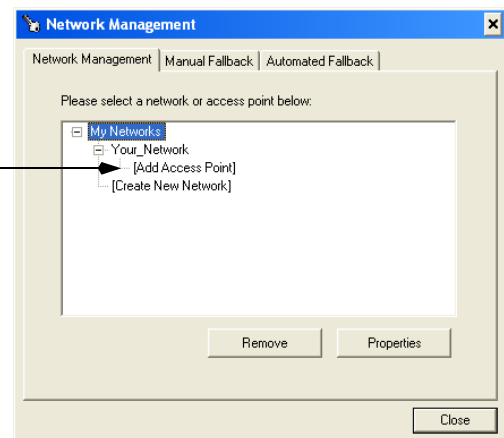 Network Management
Network Management Manual Fallback Automated Fallback
Please select a network or access point below:
My Networks
Your_Network
[Add Access Point]
[Create New Network]
Remove Properties
Close